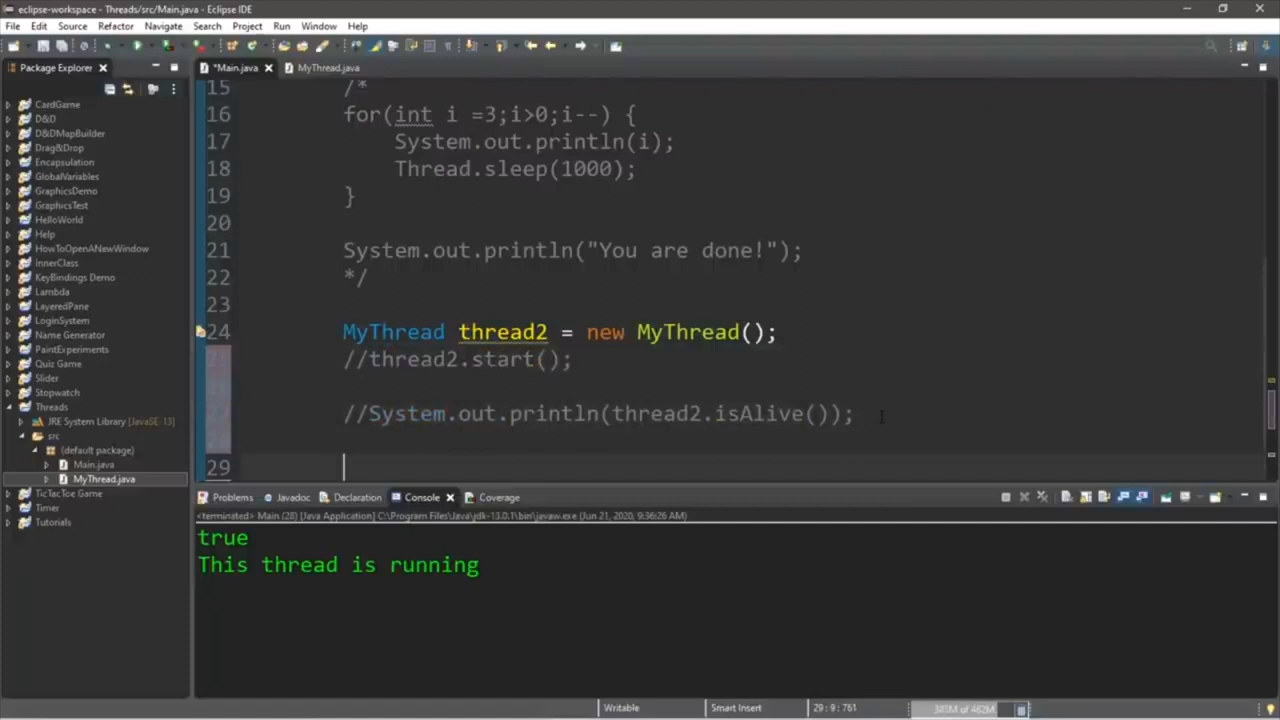 eclipse-workspace - Threads/src/Main.java - Eclipse IDE
File Edit Source Refactor Navigate Search Project Run Window Help
Package Explorer
*Main.java
MyThread.java
CardGame
D&D
D&DMapBuilder
Drag&Drop
Encapsulation
GlobalVariables
GraphicsDemo
GraphicsTest
HelloWorld
Help
HowToOpenANewWindow
InnerClass
KeyBindings Demo
Lambda
LayeredPane
LoginSystem
Name Generator
PaintExperiments
Quiz Game
Slider
Stopwatch
Threads
JRE System Library [JavaSE-13]
src
(default package)
Main.java
MyThread.java
TicTacToe Game
Timer
Tutorials
15 /*
16 for(int i =3;i>0;i--) {
17 System.out.println(i);
18 Thread.sleep(1000);
19 }
20
21 System.out.println("You are done!");
22 */
23
24 MyThread thread2 = new MyThread();
//thread2.start();
//System.out.println(thread2.isAlive());
29
Problems Javadoc Declaration Console Coverage
<terminated> Main (28) [Java Application] C:\Program Files\Java\jdk-13.0.1\bin\javaw.exe (Jun 21, 2020, 9:36:26 AM)
true
This thread is running
Writable Smart Insert 29 : 9 : 761